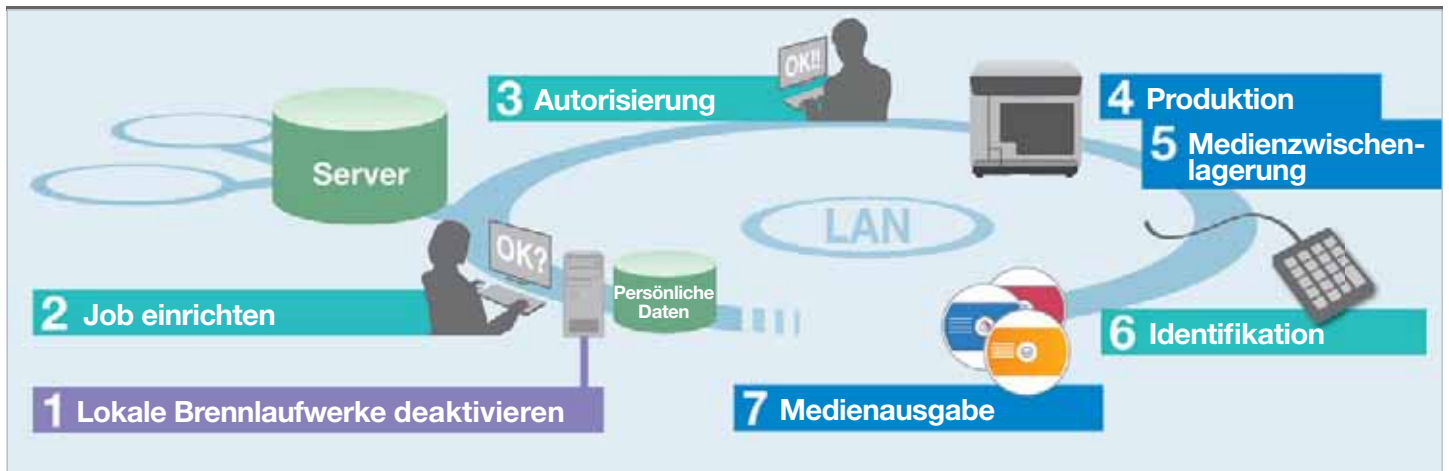 OK!!
3 Autorisierung
4 Produktion
5 Medienzwischen-
lagerung
Server
LAN
OK?
Persönliche
Daten
2 Job einrichten
6 Identifikation
1 Lokale Brennlaufwerke deaktivieren
7 Medienausgabe